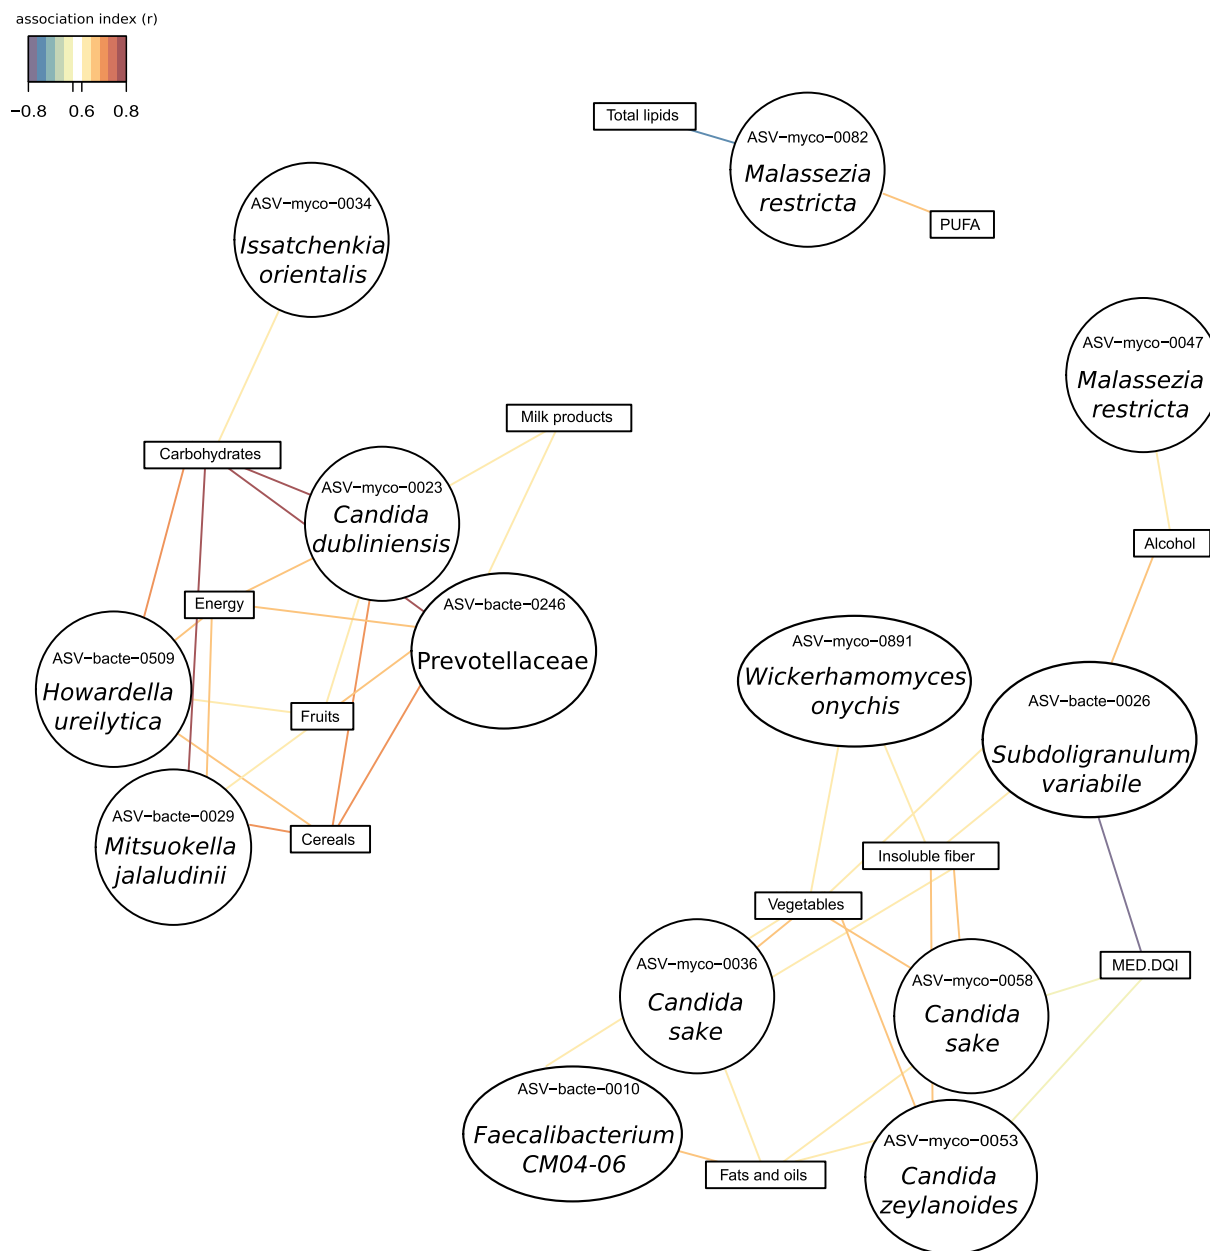 association index (r)
−0.8 0.6 0.8
Total lipids
ASV−myco−0082
Malassezia
restricta
PUFA
ASV−myco−0034
Issatchenkia
orientalis
ASV−myco−0047
Malassezia
restricta
Milk products
Carbohydrates
ASV−myco−0023
Candida
dubliniensis
Alcohol
Energy
ASV−bacte−0246
Prevotellaceae
ASV−bacte−0509
Howardella
ureilytica
Fruits
ASV−myco−0891
Wickerhamomyces
onychis
ASV−bacte−0026
Subdoligranulum
variabile
ASV−bacte−0029
Mitsuokella
jalaludinii
Cereals
Insoluble fiber
Vegetables
ASV−myco−0036
Candida
sake
ASV−myco−0058
Candida
sake
MED.DQI
ASV−bacte−0010
Faecalibacterium
CM04-06
Fats and oils
ASV−myco−0053
Candida
zeylanoides